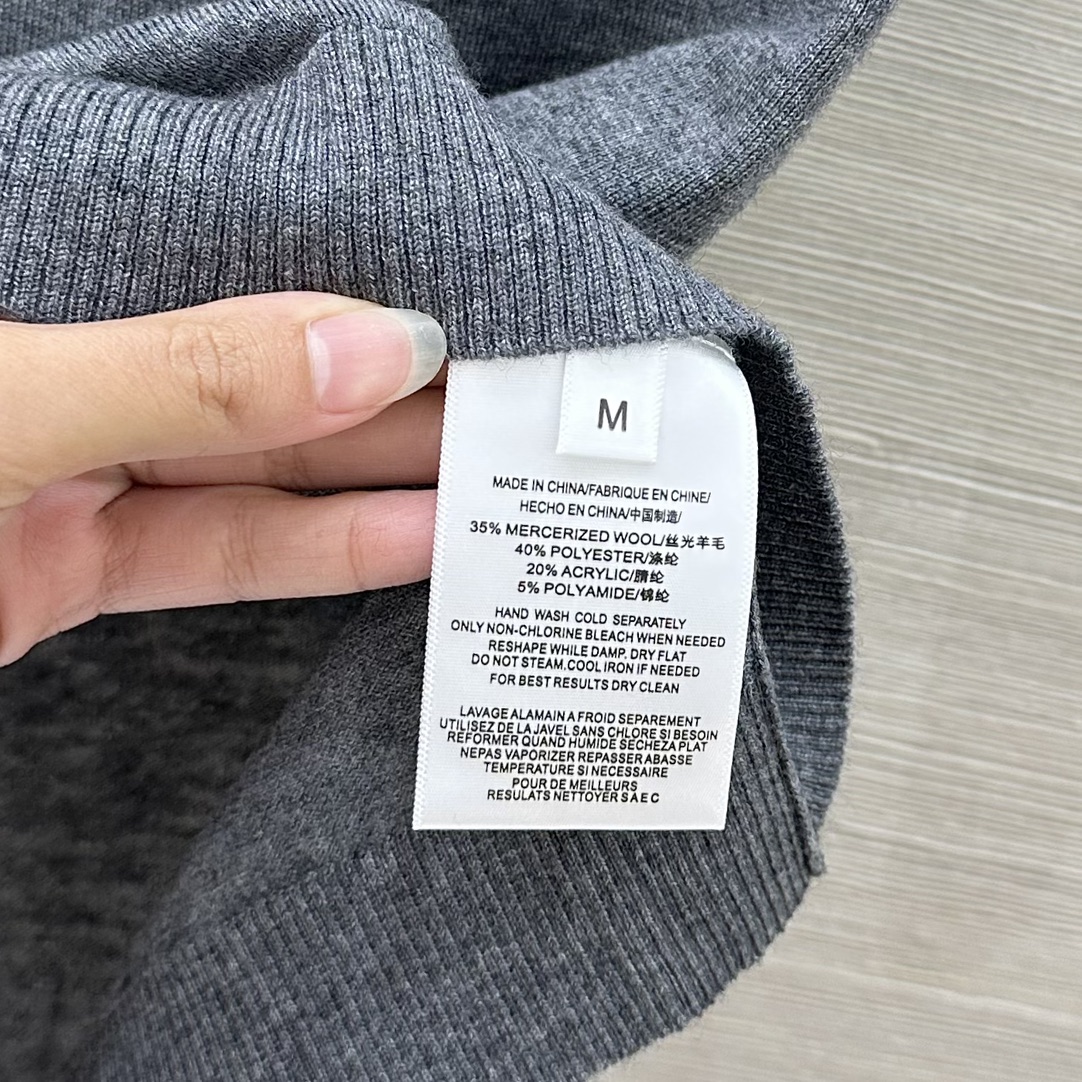 M
MADE IN CHINA/FABRIQUE EN CHINE/
HECHO EN CHINA/中国制造/
35% MERCERIZED WOOL/丝光羊毛
40% POLYESTER/涤纶
20% ACRYLIC/腈纶
5% POLYAMIDE/锦纶
HAND WASH COLD SEPARATELY
ONLY NON-CHLORINE BLEACH WHEN NEEDED
RESHAPE WHILE DAMP. DRY FLAT
DO NOT STEAM.COOL IRON IF NEEDED
FOR BEST RESULTS DRY CLEAN
LAVAGE ALAMAIN A FROID SEPAREMENT
UTILISEZ DE LA JAVEL SANS CHLORE SI BESOIN
REFORMER QUAND HUMIDE SECHEZA PLAT
NEPAS VAPORIZER REPASSER ABASSE
TEMPERATURE SI NECESSAIRE
POUR DE MEILLEURS
RESULATS NETTOYER S A E C